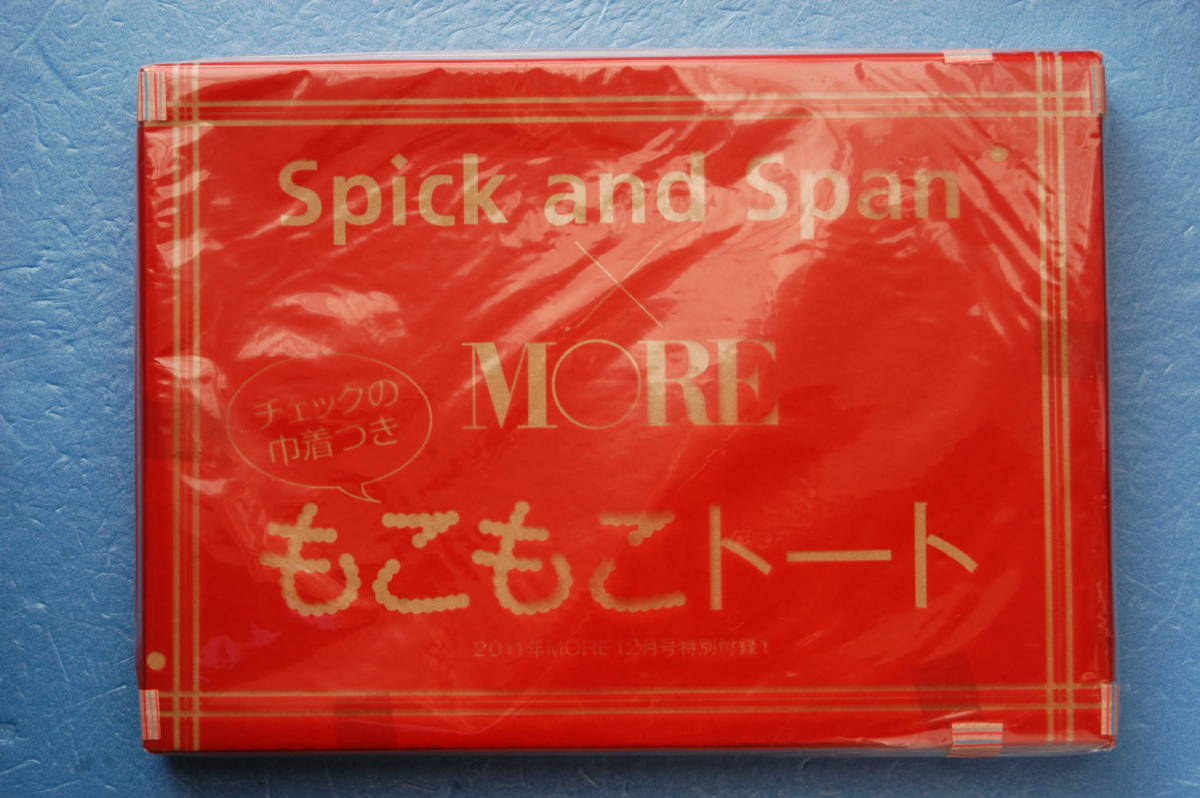 Spick and Span
×
MORE
チェックの
巾着つき
もこもこトート
2011年MORE 12月号特別付録1